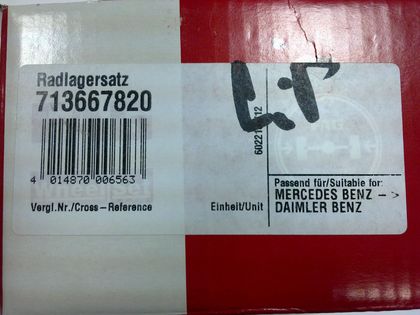 Radlagersatz
713667820
4 014870 006563
Vergl.Nr./Cross-Reference
Einheit/Unit
Passend für/Suitable for:
MERCEDES BENZ ->
DAIMLER BENZ